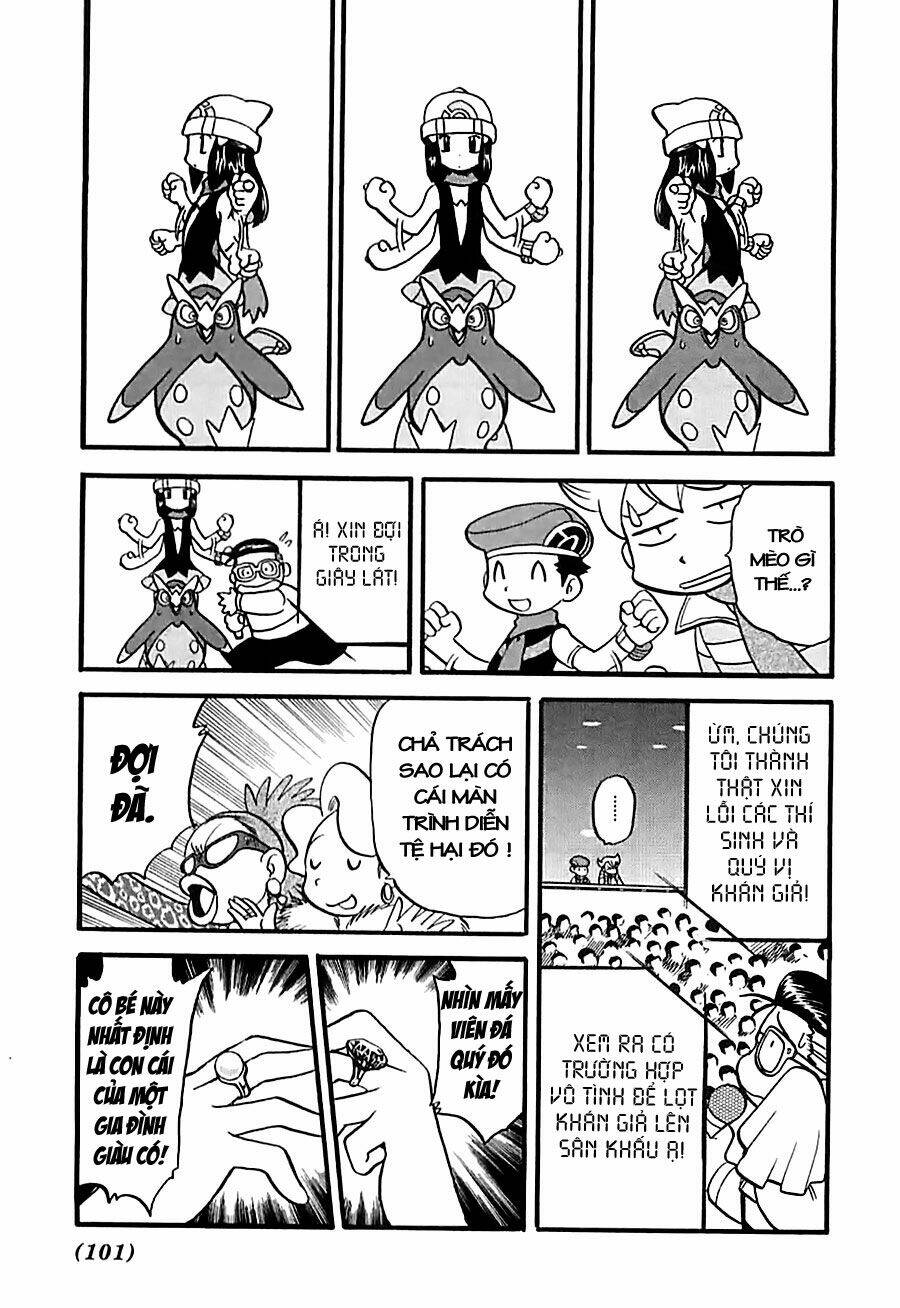 TRÒ
MÈO GÌ
THẾ...?
Á! XIN ĐỢI
TRONG
GIÂY LÁT!
ỪM, CHÚNG
TÔI THÀNH
THẬT XIN
LỖI CÁC THÍ
SINH VÀ
QUÝ VỊ
KHÁN GIẢ!
.......
XEM RA CÓ
TRƯỜNG HỢP
VÔ TÌNH ĐỂ LỌT
KHÁN GIẢ LÊN
SÂN KHẤU Ạ!
CHẢ TRÁCH
SAO LẠI CÓ
CÁI MÀN
TRÌNH DIỄN
TỆ HẠI ĐÓ !
ĐỢI
ĐÃ.
NHÌN MẤY
VIÊN ĐÁ
QUÝ ĐÓ
KÌA!
CÔ BÉ NÀY
NHẤT ĐỊNH
LÀ CON CÁI
CỦA MỘT
GIA ĐÌNH
GIÀU CÓ!
(101)